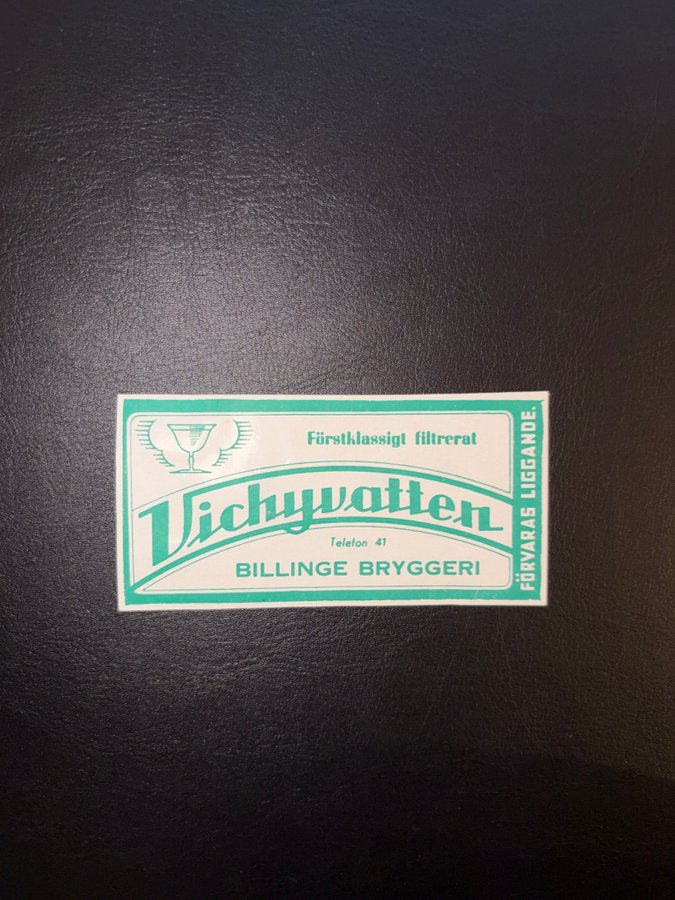 Förstklassigt filtrerat
Vichyvatten
Telefon 41
BILLINGE BRYGGERI
FÖRVARAS LIGGANDE.